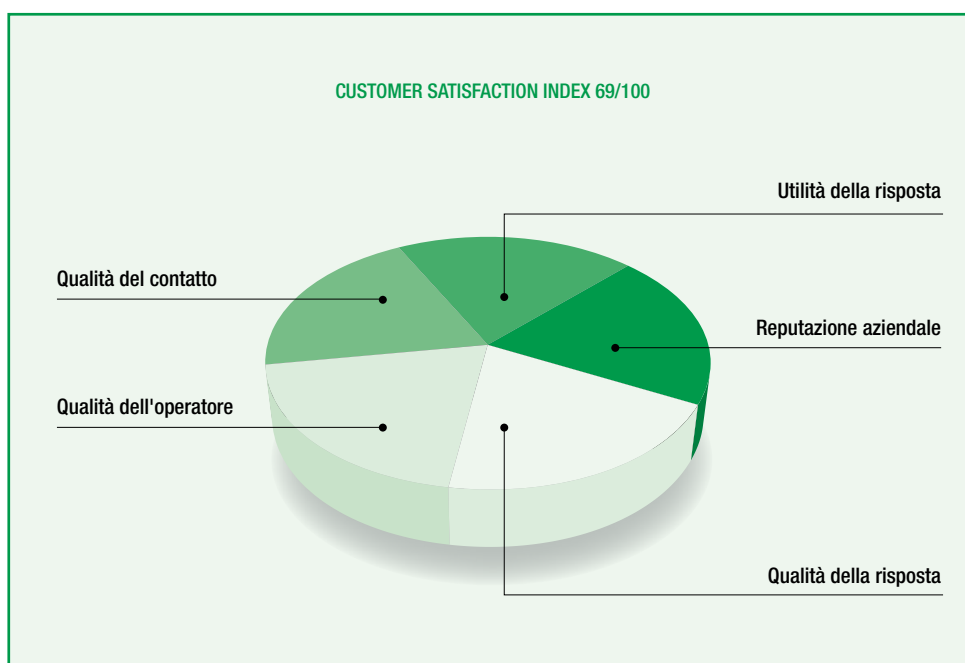 CUSTOMER SATISFACTION INDEX 69/100
Utilità della risposta
Qualità del contatto
Reputazione aziendale
Qualità dell'operatore
Qualità della risposta